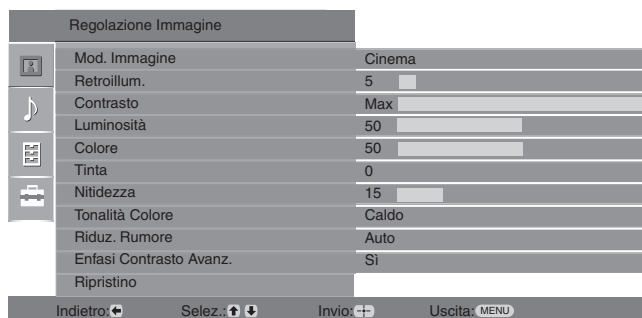 Regolazione Immagine
Mod. Immagine Cinema
Retroillum. 5
Contrasto Max
Luminosità 50
Colore 50
Tinta 0
Nitidezza 15
Tonalità Colore Caldo
Riduz. Rumore Auto
Enfasi Contrasto Avanz. Sì
Ripristino
Indietro: Selez.: Invio: Uscita: MENU